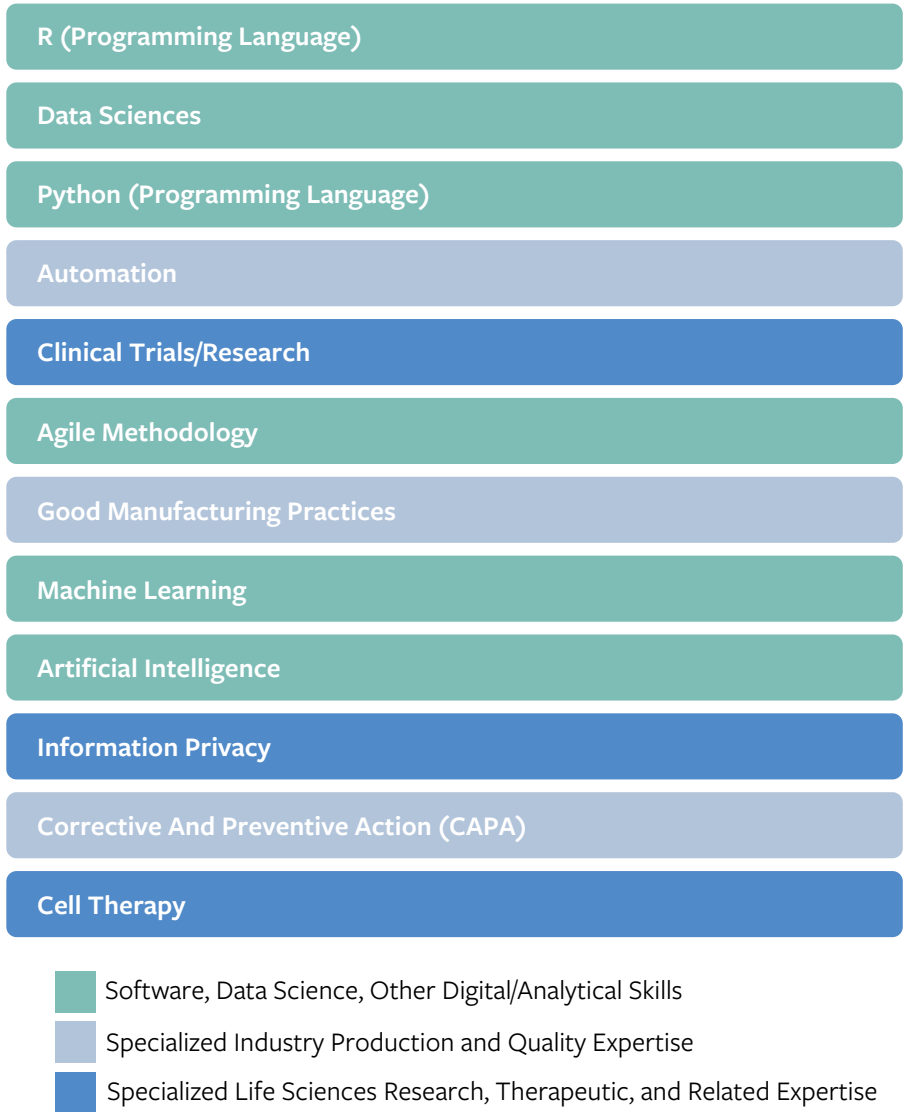 R (Programming Language)
Data Sciences
Python (Programming Language)
Automation
Clinical Trials/Research
Agile Methodology
Good Manufacturing Practices
Machine Learning
Artificial Intelligence
Information Privacy
Corrective And Preventive Action (CAPA)
Cell Therapy
Software, Data Science, Other Digital/Analytical Skills
Specialized Industry Production and Quality Expertise
Specialized Life Sciences Research, Therapeutic, and Related Expertise